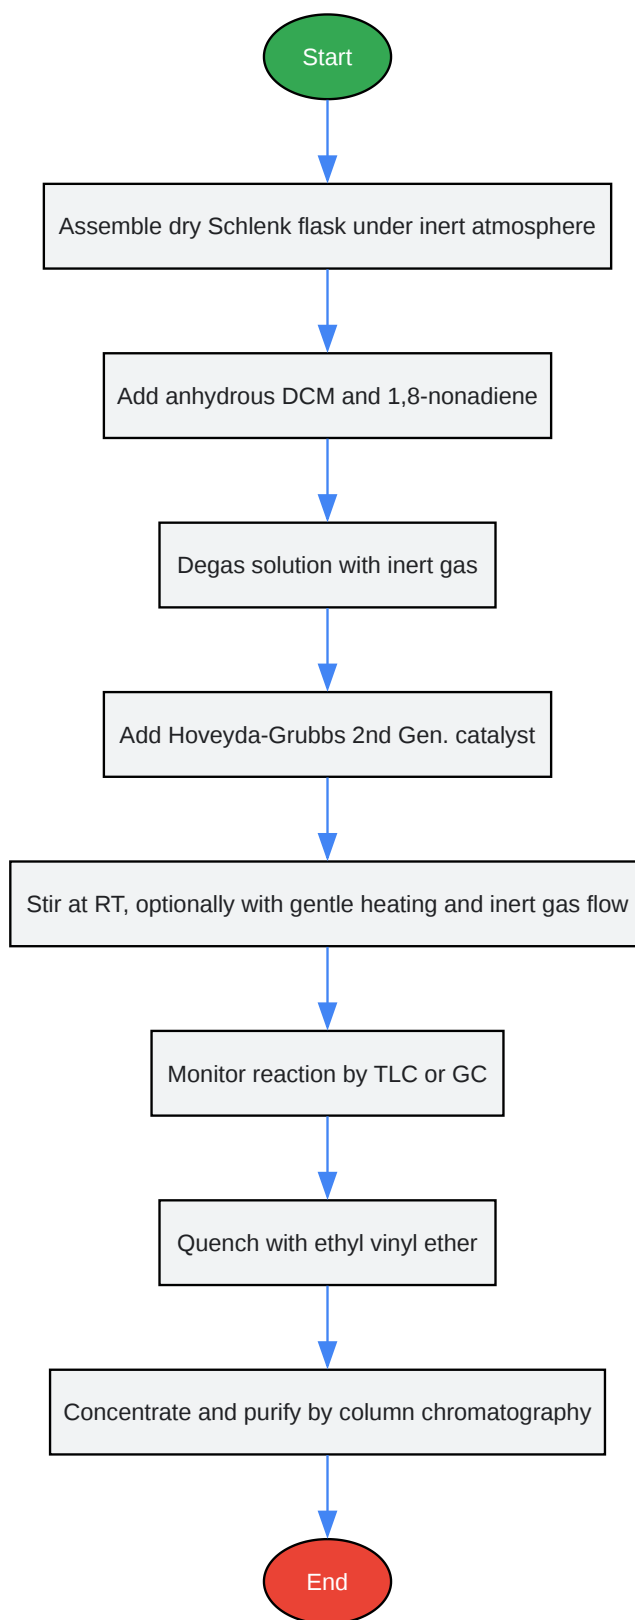 Start
Assemble dry Schlenk flask under inert atmosphere
Add anhydrous DCM and 1,8-nonadiene
Degas solution with inert gas
Add Hoveyda-Grubbs 2nd Gen. catalyst
Stir at RT, optionally with gentle heating and inert gas flow
Monitor reaction by TLC or GC
Quench with ethyl vinyl ether
Concentrate and purify by column chromatography
End